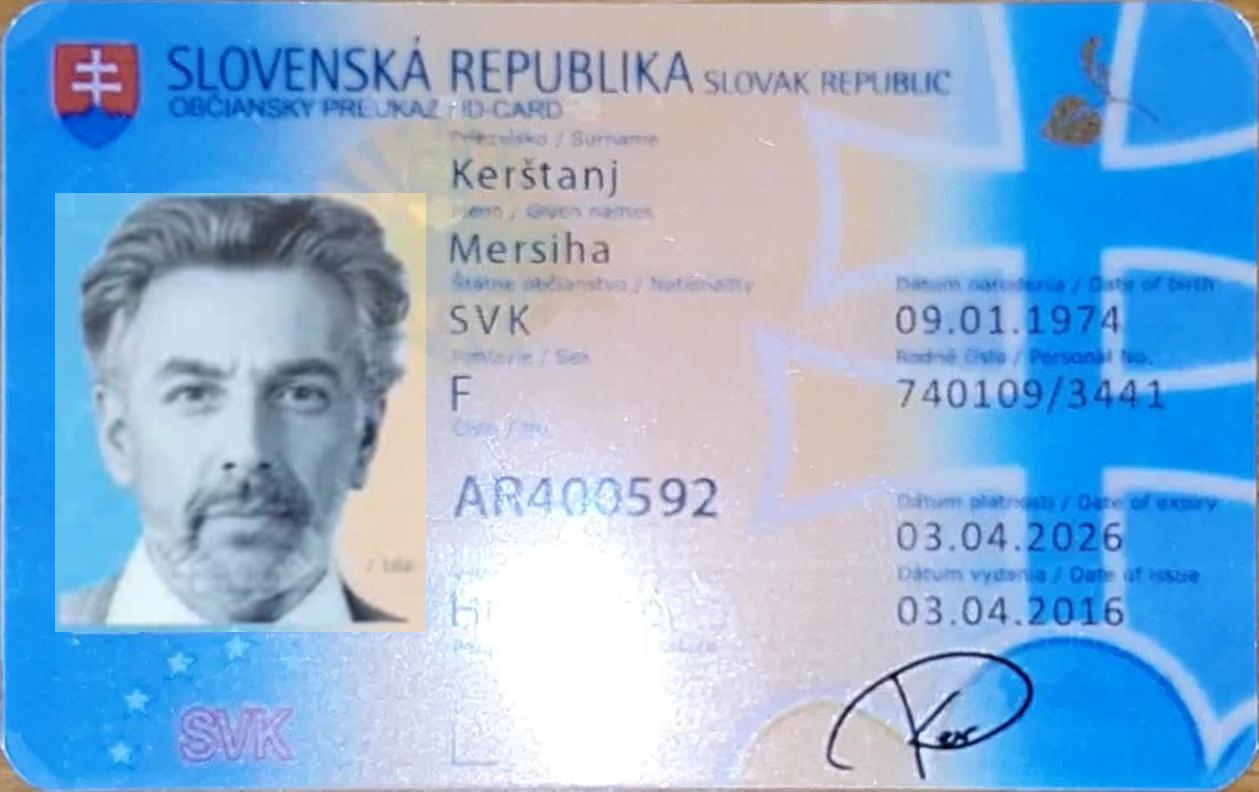 SLOVENSKÁ REPUBLIKA SLOVAK REPUBLIC
OBČIANSKY PREUKAZ / ID-CARD
Priezvisko / Surname
Kerštanj
Meno / Given names
Mersiha
Štátne občianstvo / Nationality
SVK
Pohlavie / Sex
F
Číslo / No.
AR400592
Dátum narodenia / Date of birth
09.01.1974
Rodné číslo / Personal No.
740109/3441
Dátum platnosti / Date of expiry
03.04.2026
Dátum vydania / Date of issue
03.04.2016
SVK
Ker